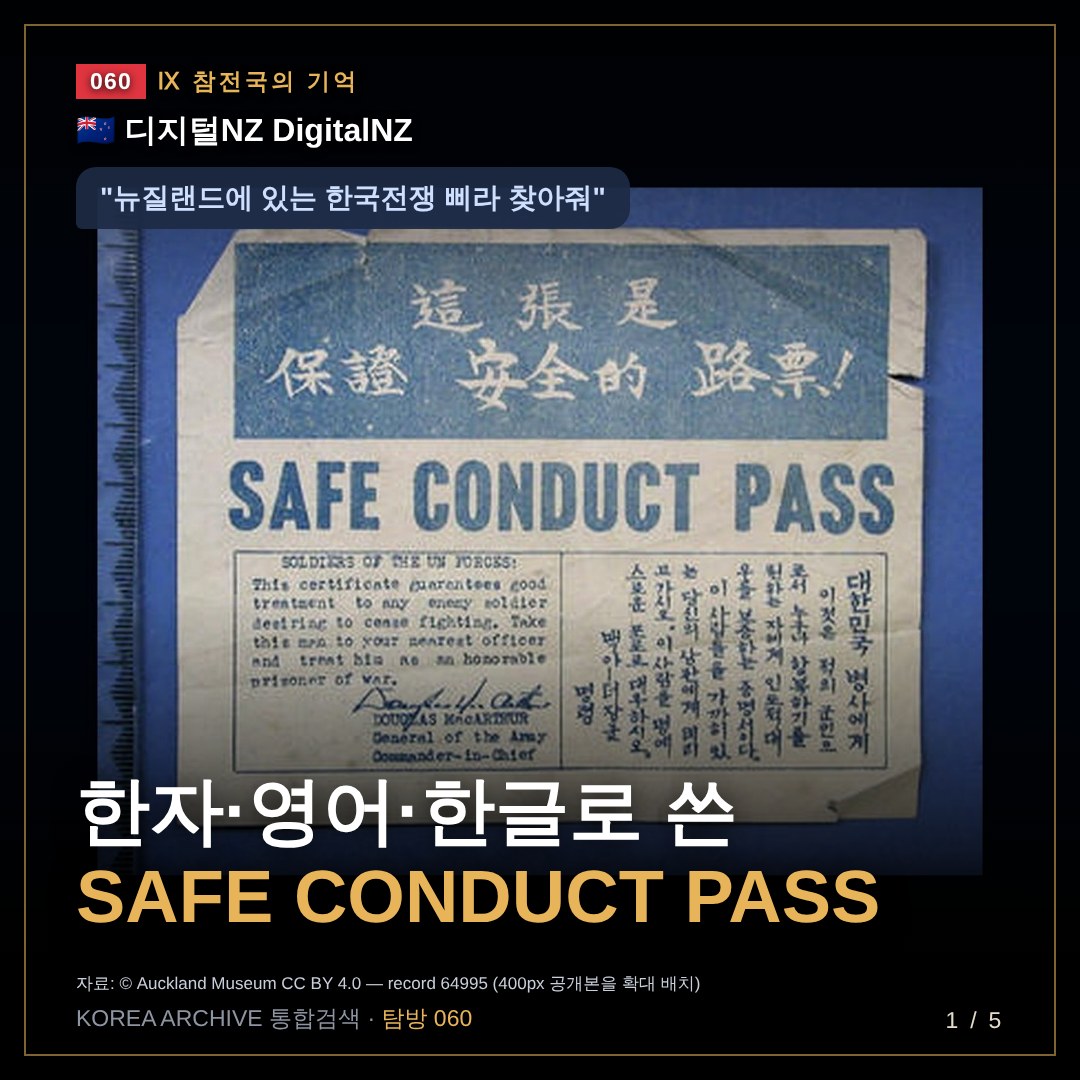 060 Ⅸ 참전국의 기억
디지털NZ DigitalNZ
"뉴질랜드에 있는 한국전쟁 삐라 찾아줘"
這 張 是
保證 安全的 路票!
SAFE CONDUCT PASS
SOLDIERS OF THE UN FORCES:
This certificate guarantees good
treatment to any enemy soldier
desiring to cease fighting. Take
this man to your nearest officer
and treat him as an honorable
prisoner of war.
DOUGLAS MacARTHUR
General of the Army
Commander-in-Chief
대한민국 병사에게
이것은 적의 군인으
로서 누구나 항복하기를
원하는 자에게 인도적 대
우를 보증하는 증명서이다.
이 사람들을 가까히 있
는 당신의 상관에게 데리
고 가시오. 이 사람을 명예
스로운 포로로 대우하시오.
맥아더 장군
명령
한자·영어·한글로 쓴
SAFE CONDUCT PASS
자료: © Auckland Museum CC BY 4.0 — record 64995 (400px 공개본을 확대 배치)
KOREA ARCHIVE 통합검색 · 탐방 060
1 / 5